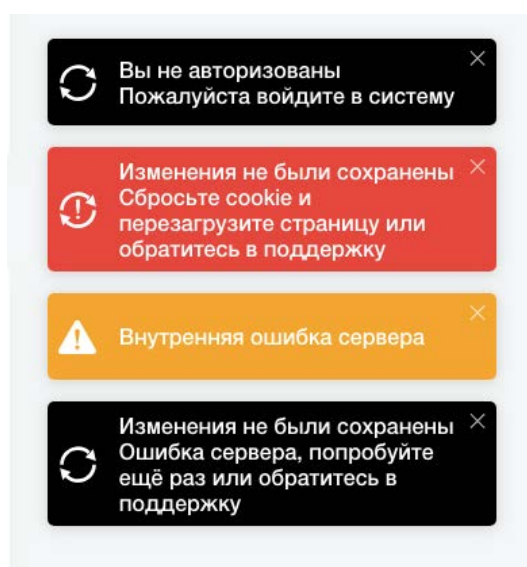 Вы не авторизованы
Пожалуйста войдите в систему
Изменения не были сохранены
Сбросьте cookie и
перезагрузите страницу или
обратитесь в поддержку
Внутренняя ошибка сервера
Изменения не были сохранены
Ошибка сервера, попробуйте
ещё раз или обратитесь в
поддержку